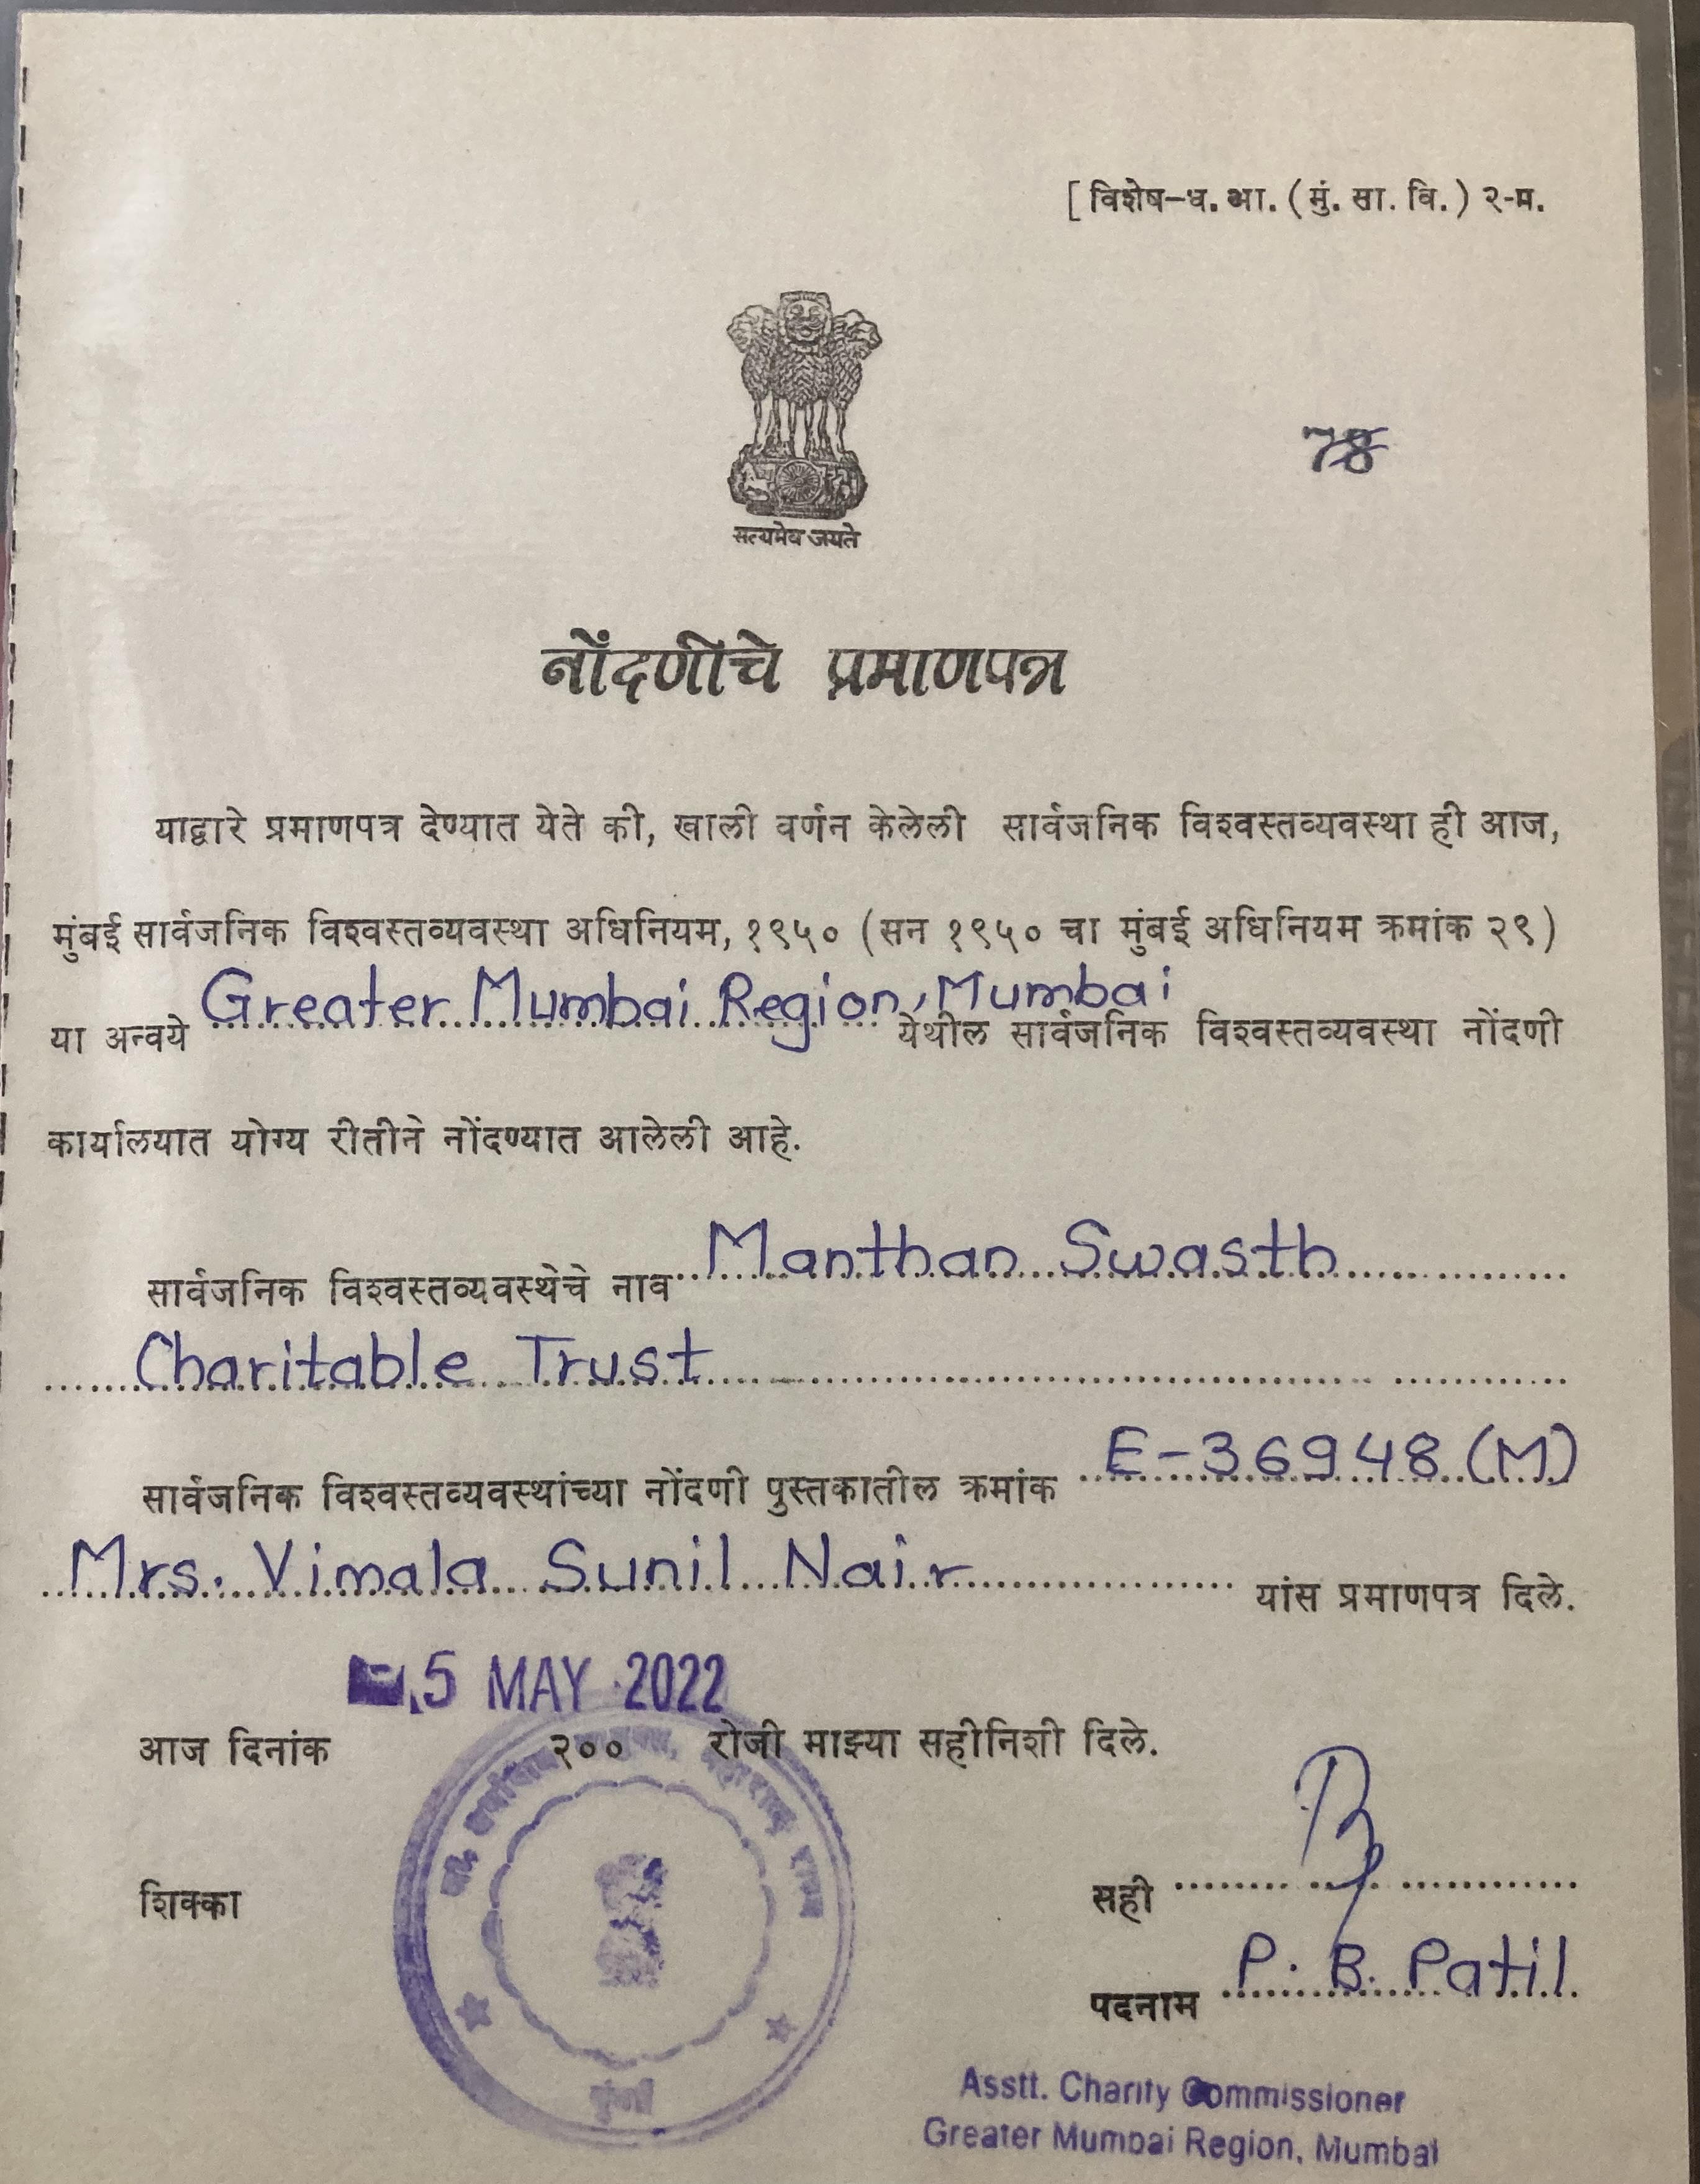 [ विशेष-ध. आ. (मुं. सा. वि.) २-प्र.
सत्यमेव जयते
78
नोंदणीचे प्रमाणपत्र
याद्वारे प्रमाणपत्र देण्यात येते की, खाली वर्णन केलेली सार्वजनिक विश्वस्तव्यवस्था ही आज,
मुंबई सार्वजनिक विश्वस्तव्यवस्था अधिनियम, १९५० (सन १९५० चा मुंबई अधिनियम क्रमांक २९)
या अन्वये Greater Mumbai Region, Mumbai येथील सार्वजनिक विश्वस्तव्यवस्था नोंदणी
कार्यालयात योग्य रीतीने नोंदण्यात आलेली आहे.
सार्वजनिक विश्वस्तव्यवस्थेचे नाव Manthan Swasth
Charitable Trust
सार्वजनिक विश्वस्तव्यवस्थांच्या नोंदणी पुस्तकातील क्रमांक E-36948 (M)
Mrs. Vimala Sunil Nair यांस प्रमाणपत्र दिले.
5 MAY 2022
आज दिनांक २०० रोजी माझ्या सहीनिशी दिले.
महाराष्ट्र राज्य
मुंबई
शिक्का
सही
पदनाम P. B. Patil
Asstt. Charity Commissioner
Greater Mumbai Region, Mumbai